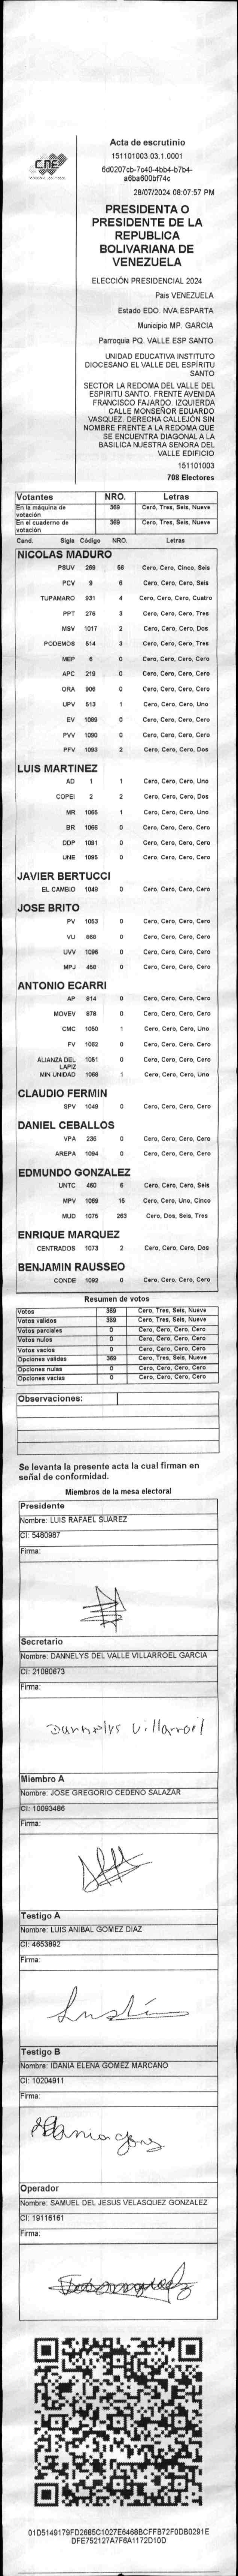 CNE
Acta de escrutinio
151101003.03.1.0001
6d0207cb-7c40-4bb4-b7b4-
a6ba600bf74c
28/07/2024 06:07:57 PM
PRESIDENTA O
PRESIDENTE DE LA
REPUBLICA
BOLIVARIANA DE
VENEZUELA
ELECCIÓN PRESIDENCIAL 2024
País VENEZUELA
Estado EDO. NVA.ESPARTA
Municipio MP. GARCIA
Parroquia PQ. VALLE ESP SANTO
UNIDAD EDUCATIVA INSTITUTO
DIOCESANO EL VALLE DEL ESPÍRITU
SANTO
SECTOR LA REDOMA DEL VALLE DEL
ESPIRITU SANTO. FRENTE AVENIDA
FRANCISCO FAJARDO. IZQUIERDA
CALLE MONSEÑOR EDUARDO
VASQUEZ. DERECHA CALLEJÓN SIN
NOMBRE FRENTE A LA REDOMA QUE
SE ENCUENTRA DIAGONAL A LA
BASILICA NUESTRA SENORA DEL
VALLE EDIFICIO
151101003
708 Electores
Votantes NRO. Letras
En la máquina de votación 369 Cero, Tres, Seis, Nueve
En el cuaderno de votación 369 Cero, Tres, Seis, Nueve
Cand. Sigla Código NRO. Letras
NICOLAS MADURO
PSUV 269 56 Cero, Cero, Cinco, Seis
PCV 9 6 Cero, Cero, Cero, Seis
TUPAMARO 931 4 Cero, Cero, Cero, Cuatro
PPT 276 3 Cero, Cero, Cero, Tres
MSV 1017 2 Cero, Cero, Cero, Dos
PODEMOS 514 3 Cero, Cero, Cero, Tres
MEP 6 0 Cero, Cero, Cero, Cero
APC 219 0 Cero, Cero, Cero, Cero
ORA 906 0 Cero, Cero, Cero, Cero
UPV 513 1 Cero, Cero, Cero, Uno
EV 1089 0 Cero, Cero, Cero, Cero
PVV 1090 0 Cero, Cero, Cero, Cero
PFV 1093 2 Cero, Cero, Cero, Dos
LUIS MARTINEZ
AD 1 1 Cero, Cero, Cero, Uno
COPEI 2 2 Cero, Cero, Cero, Dos
MR 1065 1 Cero, Cero, Cero, Uno
BR 1066 0 Cero, Cero, Cero, Cero
DDP 1091 0 Cero, Cero, Cero, Cero
UNE 1095 0 Cero, Cero, Cero, Cero
JAVIER BERTUCCI
EL CAMBIO 1048 0 Cero, Cero, Cero, Cero
JOSE BRITO
PV 1053 0 Cero, Cero, Cero, Cero
VU 868 0 Cero, Cero, Cero, Cero
UVV 1096 0 Cero, Cero, Cero, Cero
MPJ 458 0 Cero, Cero, Cero, Cero
ANTONIO ECARRI
AP 814 0 Cero, Cero, Cero, Cero
MOVEV 878 0 Cero, Cero, Cero, Cero
CMC 1050 1 Cero, Cero, Cero, Uno
FV 1062 0 Cero, Cero, Cero, Cero
ALIANZA DEL LAPIZ 1051 0 Cero, Cero, Cero, Cero
MIN UNIDAD 1068 1 Cero, Cero, Cero, Uno
CLAUDIO FERMIN
SPV 1049 0 Cero, Cero, Cero, Cero
DANIEL CEBALLOS
VPA 236 0 Cero, Cero, Cero, Cero
AREPA 1094 0 Cero, Cero, Cero, Cero
EDMUNDO GONZALEZ
UNTC 460 6 Cero, Cero, Cero, Seis
MPV 1069 15 Cero, Cero, Uno, Cinco
MUD 1075 263 Cero, Dos, Seis, Tres
ENRIQUE MARQUEZ
CENTRADOS 1073 2 Cero, Cero, Cero, Dos
BENJAMIN RAUSSEO
CONDE 1092 0 Cero, Cero, Cero, Cero
Resumen de votos
Votos 369 Cero, Tres, Seis, Nueve
Votos validos 369 Cero, Tres, Seis, Nueve
Votos parciales 0 Cero, Cero, Cero, Cero
Votos nulos 0 Cero, Cero, Cero, Cero
Votos vacios 0 Cero, Cero, Cero, Cero
Opciones validas 369 Cero, Tres, Seis, Nueve
Opciones nulas 0 Cero, Cero, Cero, Cero
Opciones vacias 0 Cero, Cero, Cero, Cero
Observaciones:
Se levanta la presente acta la cual firman en
señal de conformidad.
Miembros de la mesa electoral
Presidente
Nombre: LUIS RAFAEL SUAREZ
CI: 5480987
Firma:
Secretario
Nombre: DANNELYS DEL VALLE VILLARROEL GARCIA
CI: 21080673
Firma:
Dannelys Villarroel
Miembro A
Nombre: JOSE GREGORIO CEDEÑO SALAZAR
CI: 10093486
Firma:
Testigo A
Nombre: LUIS ANIBAL GOMEZ DIAZ
CI: 4653892
Firma:
Testigo B
Nombre: IDANIA ELENA GOMEZ MARCANO
CI: 10204911
Firma:
Operador
Nombre: SAMUEL DEL JESUS VELASQUEZ GONZALEZ
CI: 19116161
Firma:
01D5149179FD2685C1027E6468BCFFB72F0DB0291E
DFE752127A7F6A1172D10D